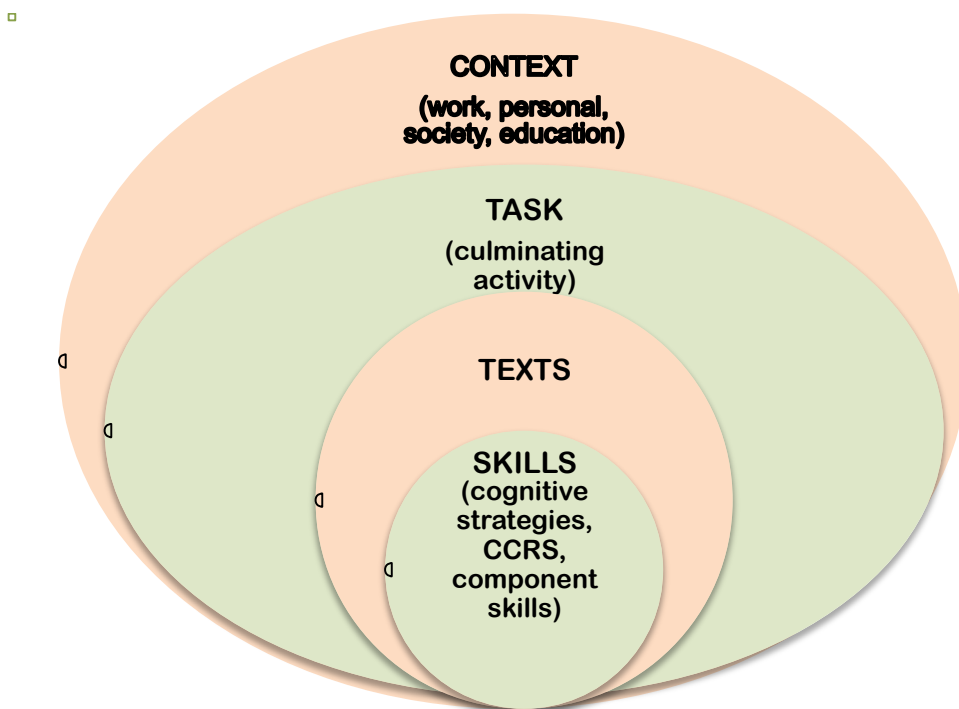 CONTEXT
(work, personal,
society, education)
TASK
(culminating
activity)
TEXTS
SKILLS
(cognitive
strategies,
CCRS,
component
skills)